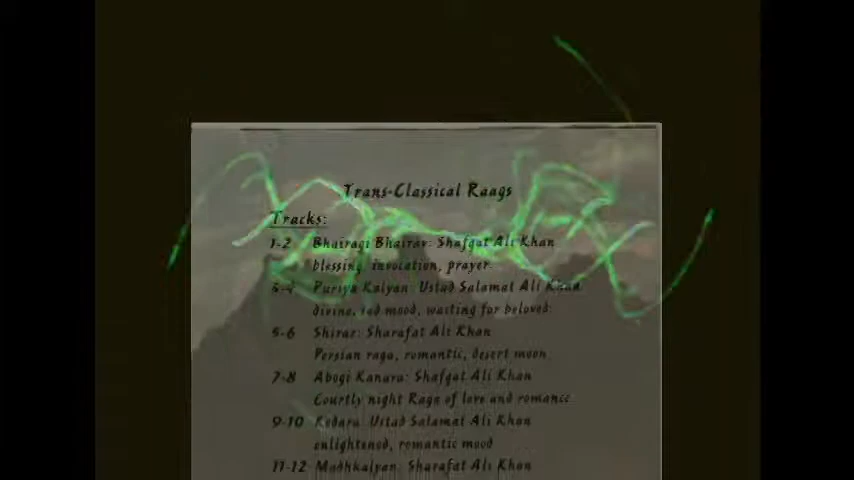 Trans-Classical Raags
Tracks:
1-2 Bhairagi Bhairav: Shafqat Ali Khan
blessing, invocation, prayer.
3-4 Puriya Kalyan: Ustad Salamat Ali Khan
divine, sad mood, waiting for beloved.
5-6 Shiraz: Sharafat Ali Khan
Persian raga, romantic, desert moon
7-8 Abogi Kanara: Shafqat Ali Khan
Courtly night Raga of love and romance.
9-10 Kedara: Ustad Salamat Ali Khan
enlightened, romantic mood
11-12 Madhkalyan: Sharafat Ali Khan